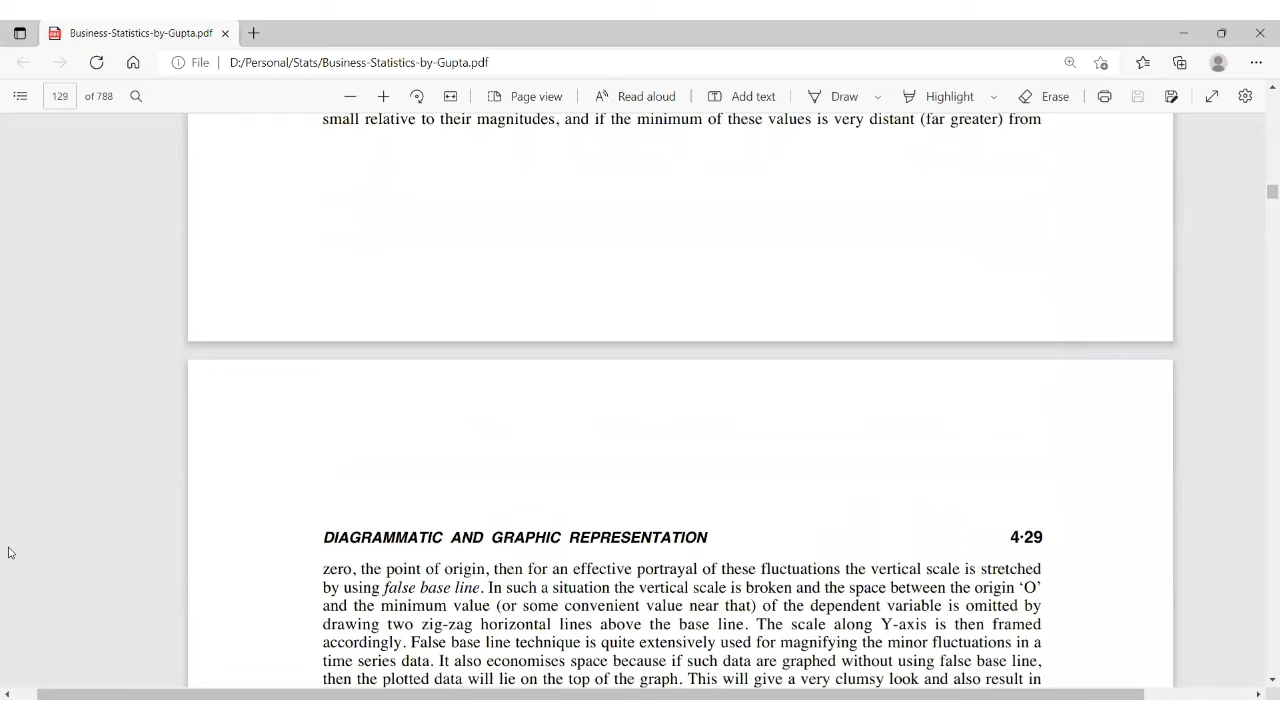 Business-Statistics-by-Gupta.pdf
File | D:/Personal/Stats/Business-Statistics-by-Gupta.pdf
129 of 788 Page view Read aloud Add text Draw Highlight Erase
small relative to their magnitudes, and if the minimum of these values is very distant (far greater) from
DIAGRAMMATIC AND GRAPHIC REPRESENTATION 4·29
zero, the point of origin, then for an effective portrayal of these fluctuations the vertical scale is stretched
by using false base line. In such a situation the vertical scale is broken and the space between the origin ‘O’
and the minimum value (or some convenient value near that) of the dependent variable is omitted by
drawing two zig-zag horizontal lines above the base line. The scale along Y-axis is then framed
accordingly. False base line technique is quite extensively used for magnifying the minor fluctuations in a
time series data. It also economises space because if such data are graphed without using false base line,
then the plotted data will lie on the top of the graph. This will give a very clumsy look and also result in